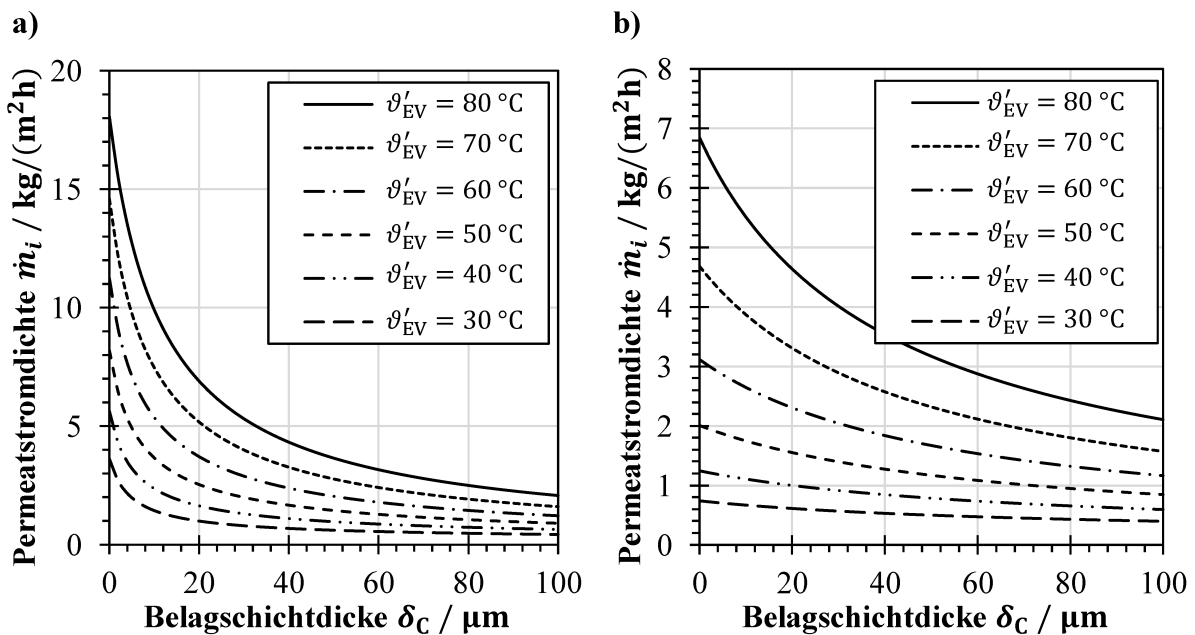 a)
Permeatstromdichte ṁᵢ / kg/(m²h)
20
15
10
5
0
ϑ′EV = 80 °C
ϑ′EV = 70 °C
ϑ′EV = 60 °C
ϑ′EV = 50 °C
ϑ′EV = 40 °C
ϑ′EV = 30 °C
0 20 40 60 80 100
Belagschichtdicke δC / µm
b)
Permeatstromdichte ṁᵢ / kg/(m²h)
8
7
6
5
4
3
2
1
0
ϑ′EV = 80 °C
ϑ′EV = 70 °C
ϑ′EV = 60 °C
ϑ′EV = 50 °C
ϑ′EV = 40 °C
ϑ′EV = 30 °C
0 20 40 60 80 100
Belagschichtdicke δC / µm